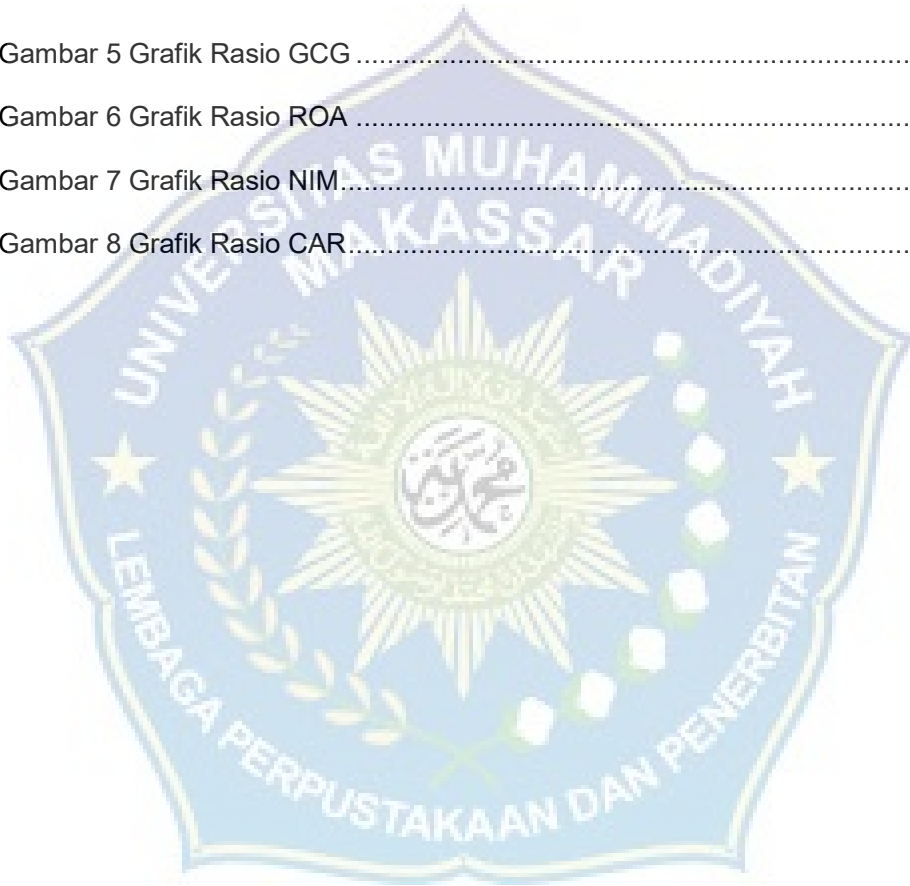 Gambar 5 Grafik Rasio GCG ........................................................................
Gambar 6 Grafik Rasio ROA ........................................................................
Gambar 7 Grafik Rasio NIM..........................................................................
Gambar 8 Grafik Rasio CAR.........................................................................
UNIVERSITAS MUHAMMADIYAH
MAKASSAR
LEMBAGA PERPUSTAKAAN DAN PENERBITAN